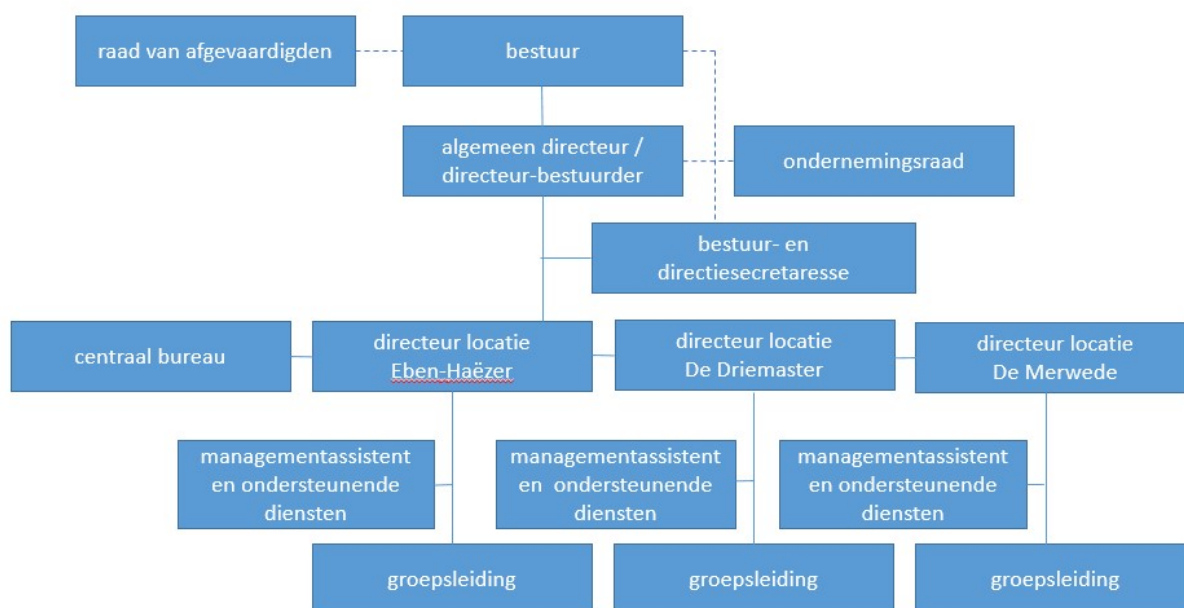 raad van afgevaardigden
bestuur
algemeen directeur /
directeur-bestuurder
ondernemingsraad
bestuur- en
directiesecretaresse
centraal bureau
directeur locatie
Eben-Haëzer
directeur locatie
De Driemaster
directeur locatie
De Merwede
managementassistent
en ondersteunende
diensten
managementassistent
en ondersteunende
diensten
managementassistent
en ondersteunende
diensten
groepsleiding
groepsleiding
groepsleiding